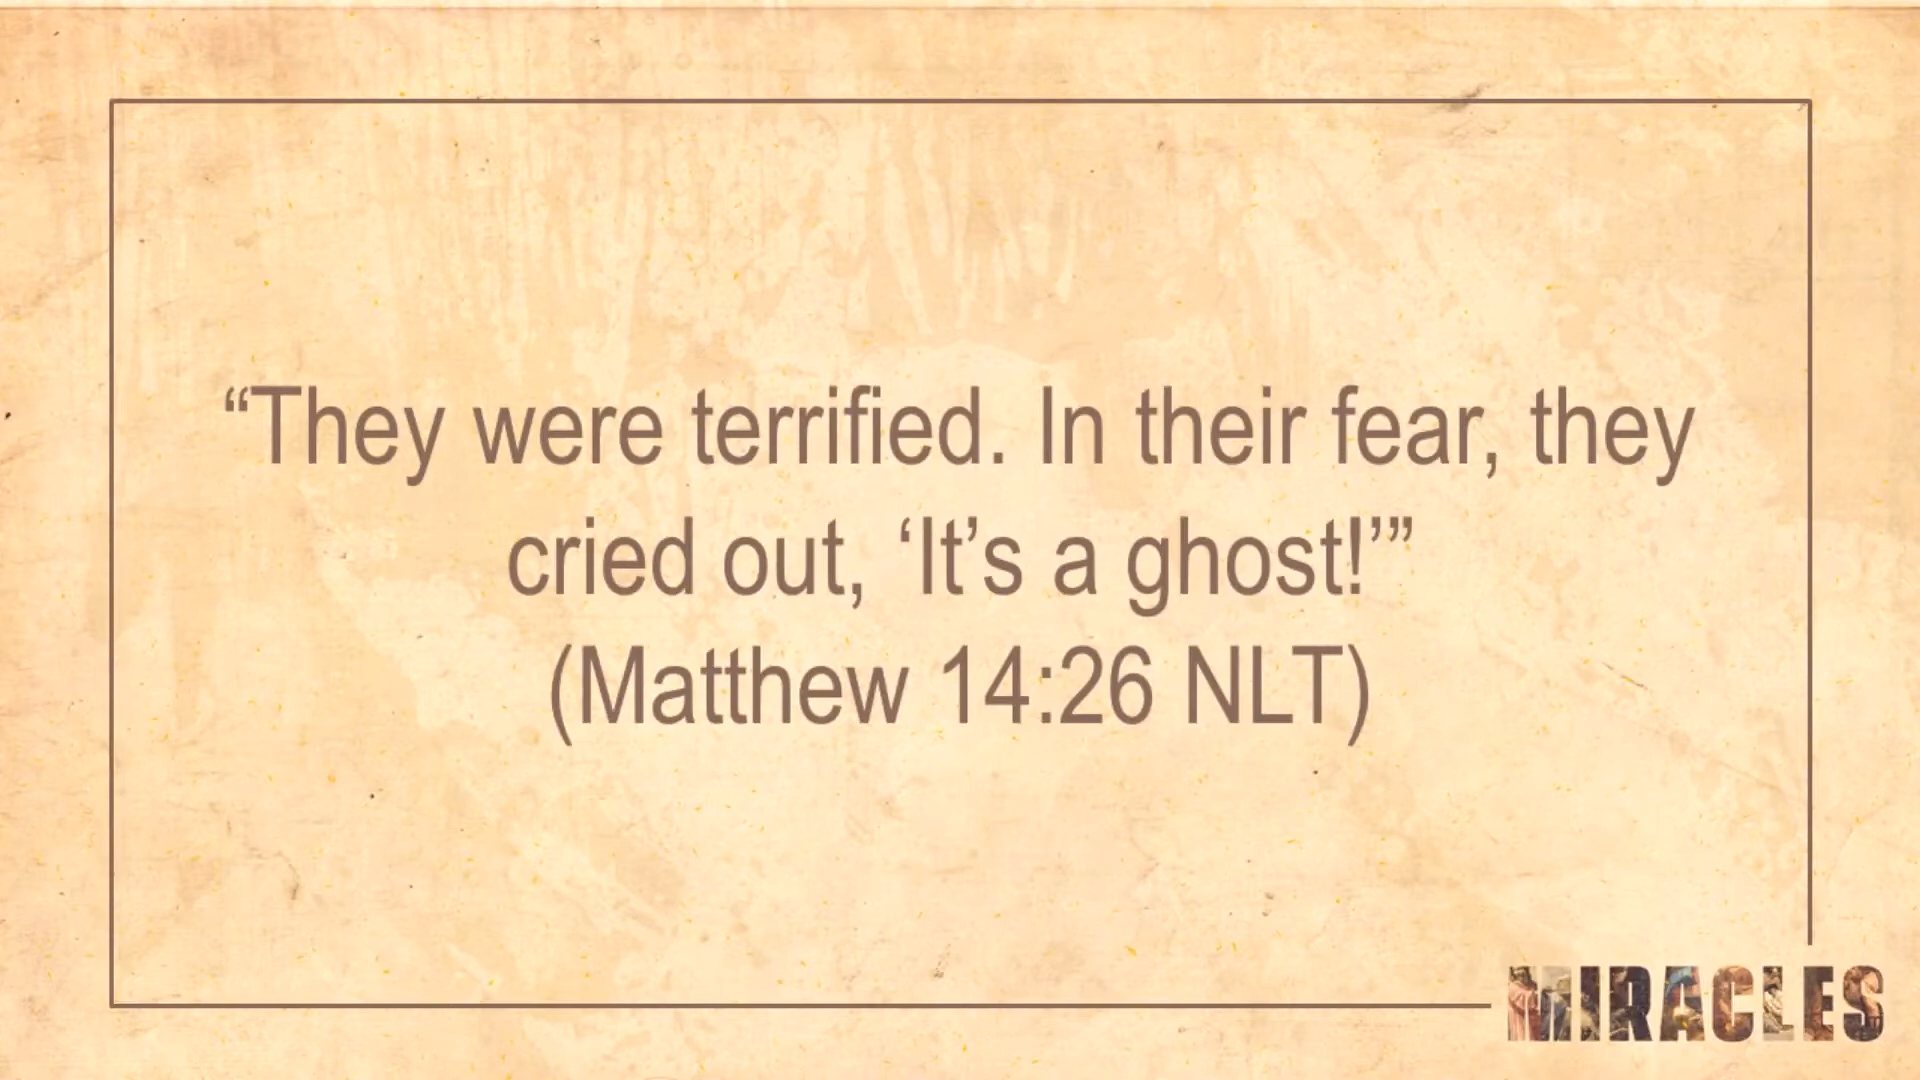 “They were terrified. In their fear, they
cried out, ‘It’s a ghost!’”
(Matthew 14:26 NLT)
MIRACLES